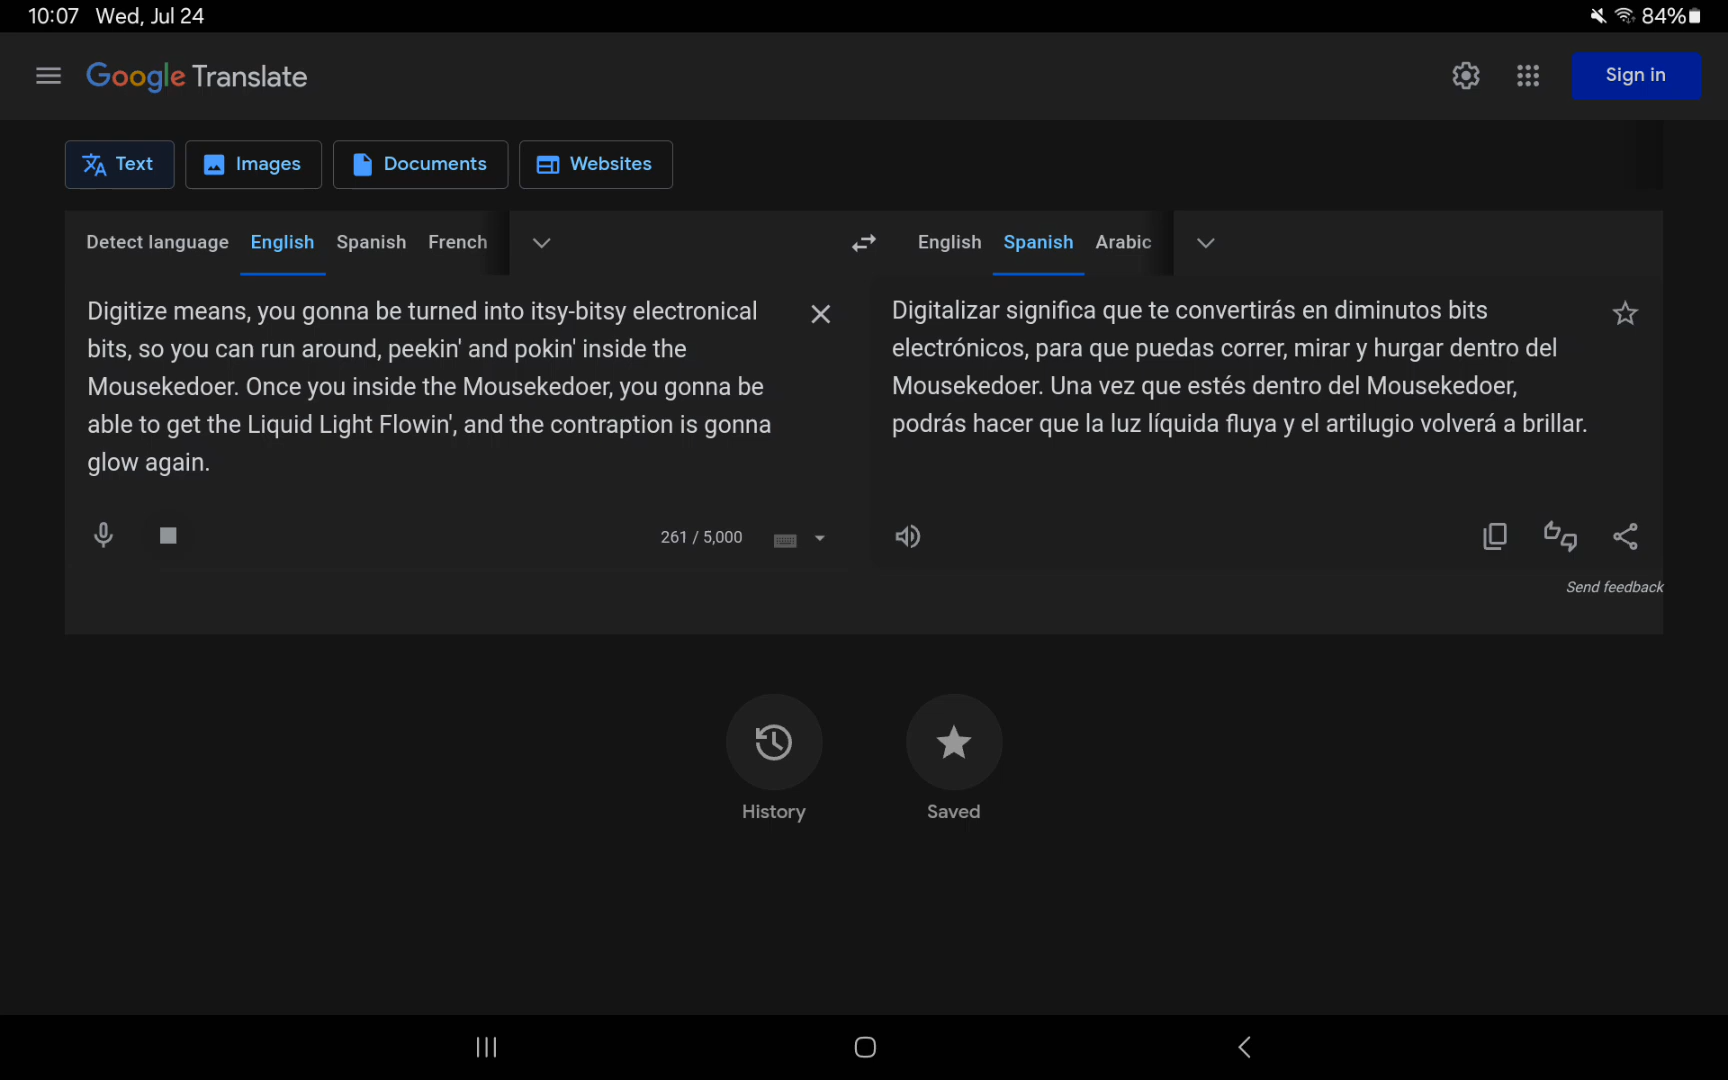 10:07 Wed, Jul 24 84%
Google Translate Sign in
Text Images Documents Websites
Detect language English Spanish French English Spanish Arabic
Digitize means, you gonna be turned into itsy-bitsy electronical
bits, so you can run around, peekin' and pokin' inside the
Mousekedoer. Once you inside the Mousekedoer, you gonna be
able to get the Liquid Light Flowin', and the contraption is gonna
glow again.
261 / 5,000
Digitalizar significa que te convertirás en diminutos bits
electrónicos, para que puedas correr, mirar y hurgar dentro del
Mousekedoer. Una vez que estés dentro del Mousekedoer,
podrás hacer que la luz líquida fluya y el artilugio volverá a brillar.
Send feedback
History Saved